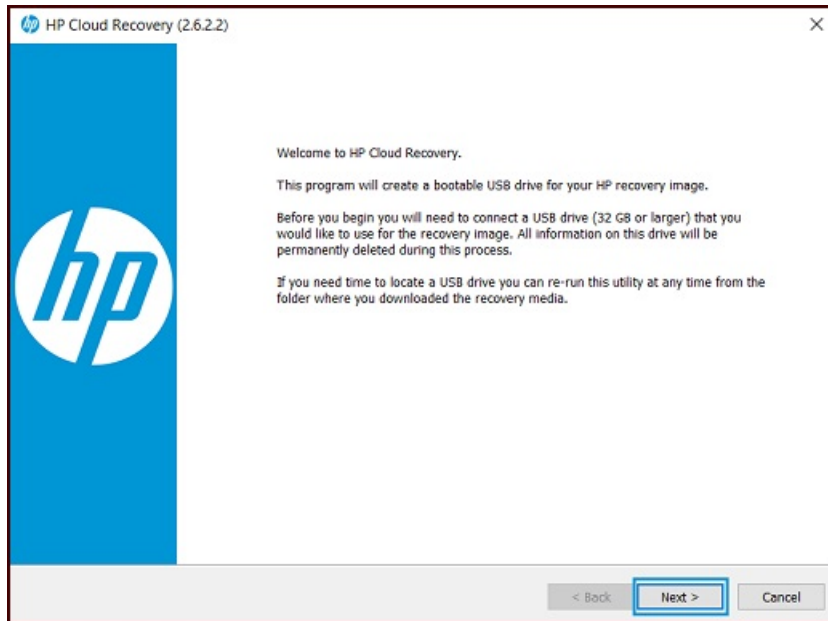 HP Cloud Recovery (2.6.2.2)
Welcome to HP Cloud Recovery.
This program will create a bootable USB drive for your HP recovery image.
Before you begin you will need to connect a USB drive (32 GB or larger) that you
would like to use for the recovery image. All information on this drive will be
permanently deleted during this process.
If you need time to locate a USB drive you can re-run this utility at any time from the
folder where you downloaded the recovery media.
hp
< Back
Next >
Cancel